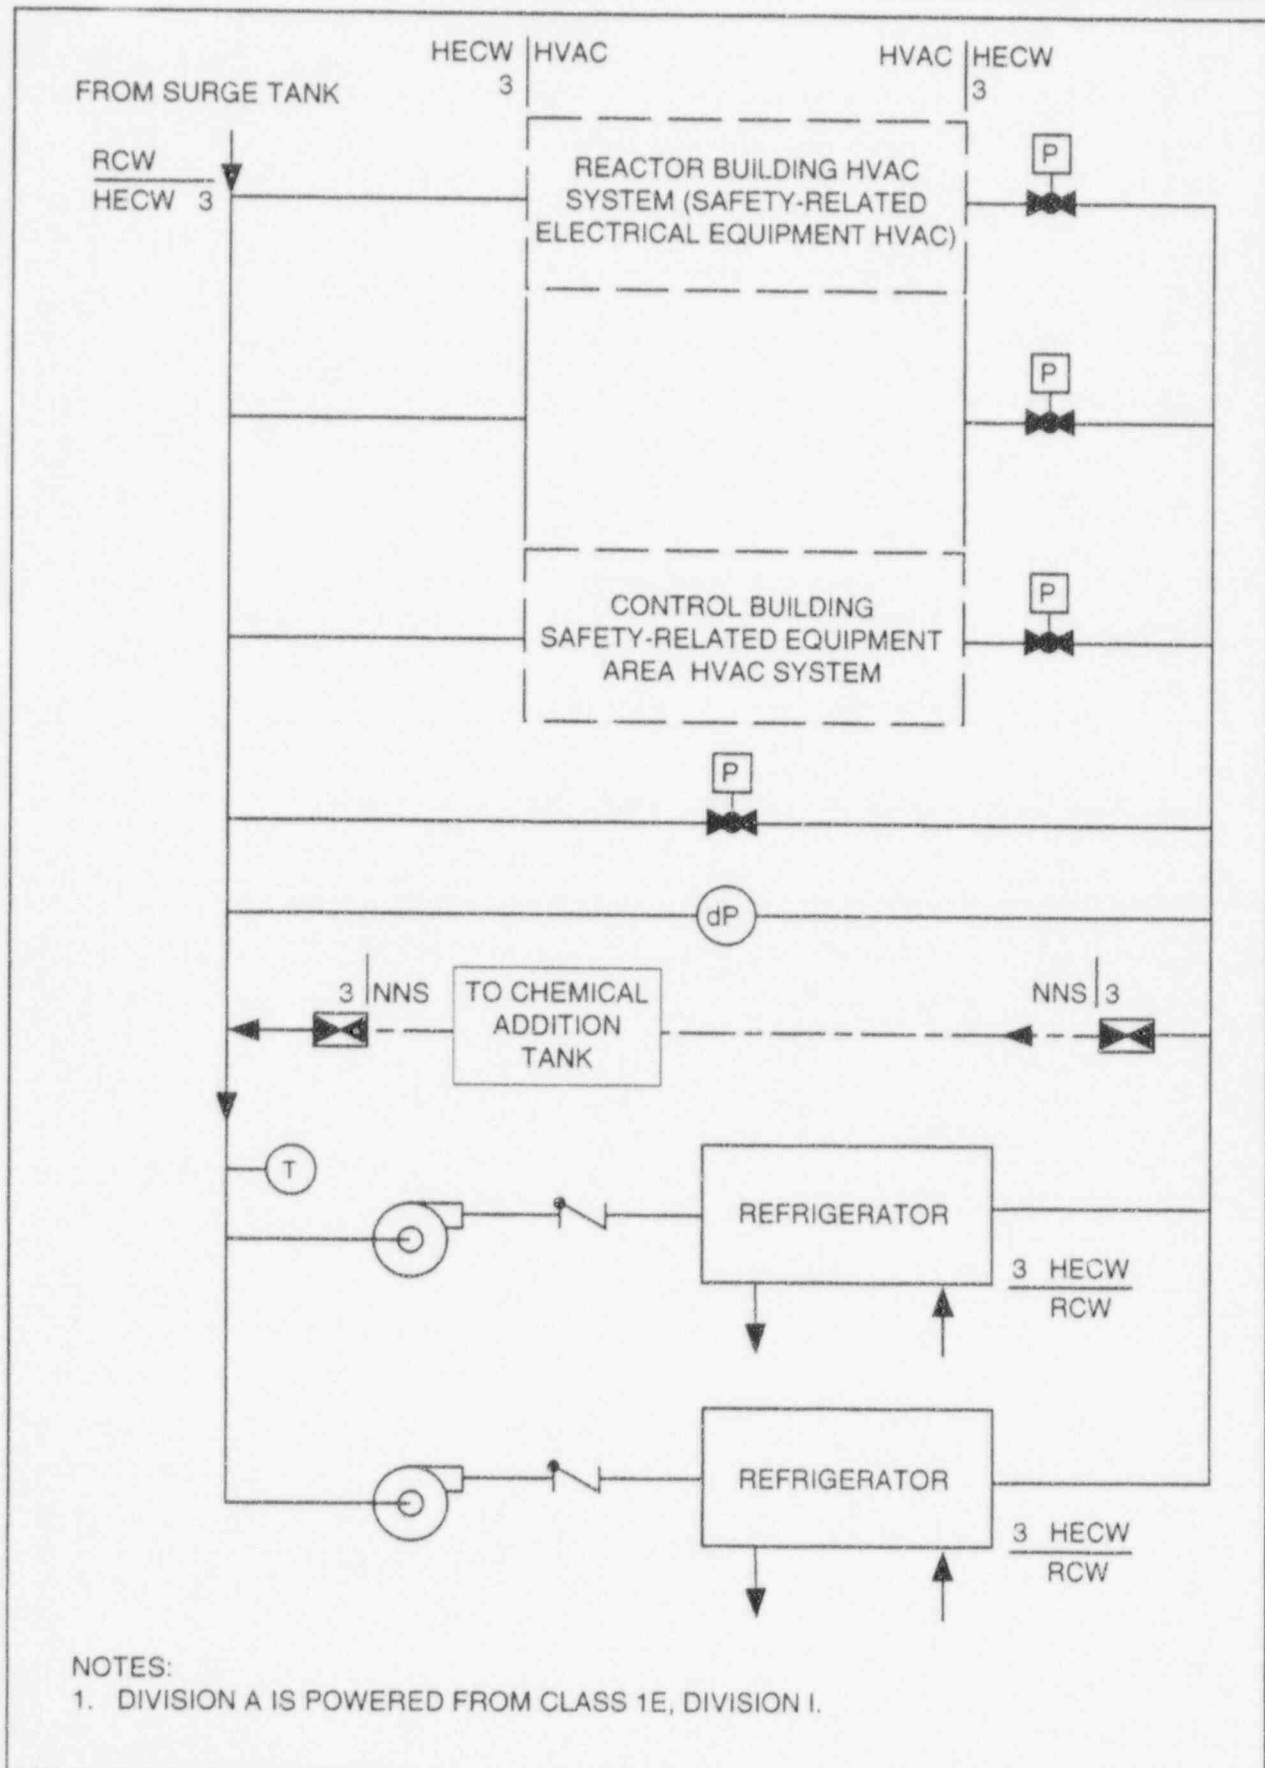 HECW | HVAC
3
HVAC | HECW
3
FROM SURGE TANK
RCW
HECW 3
REACTOR BUILDING HVAC
SYSTEM (SAFETY-RELATED
ELECTRICAL EQUIPMENT HVAC)
P
P
CONTROL BUILDING
SAFETY-RELATED EQUIPMENT
AREA HVAC SYSTEM
P
P
dP
3 | NNS
TO CHEMICAL
ADDITION
TANK
NNS | 3
T
REFRIGERATOR
3 HECW
RCW
REFRIGERATOR
3 HECW
RCW
NOTES:
1. DIVISION A IS POWERED FROM CLASS 1E, DIVISION I.